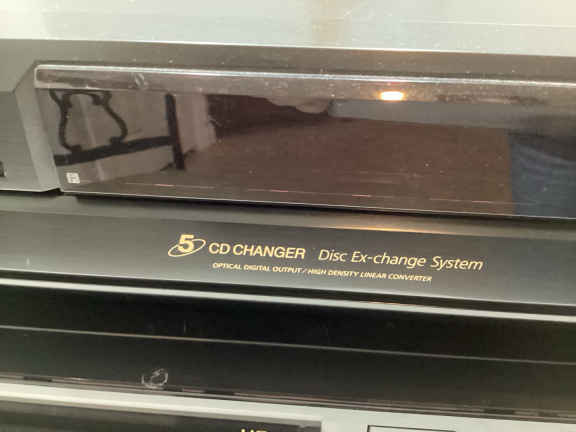 5 CD CHANGER Disc Ex-change System
OPTICAL DIGITAL OUTPUT / HIGH DENSITY LINEAR CONVERTER